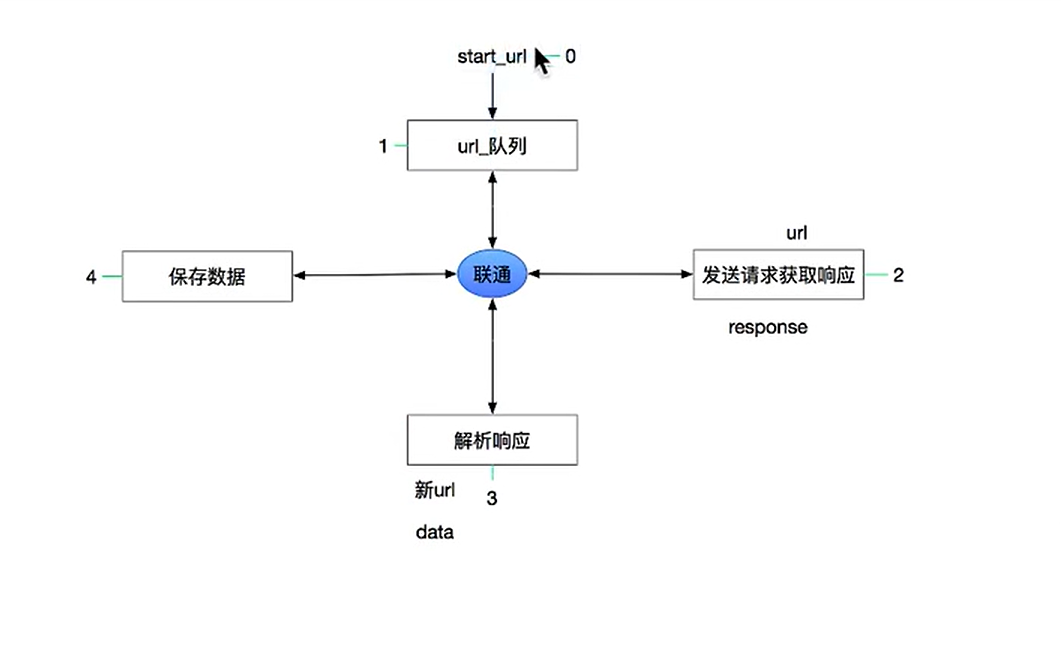 start_url 0
1 url_队列
url
4 保存数据 联通 发送请求获取响应 2
response
解析响应
新url 3
data